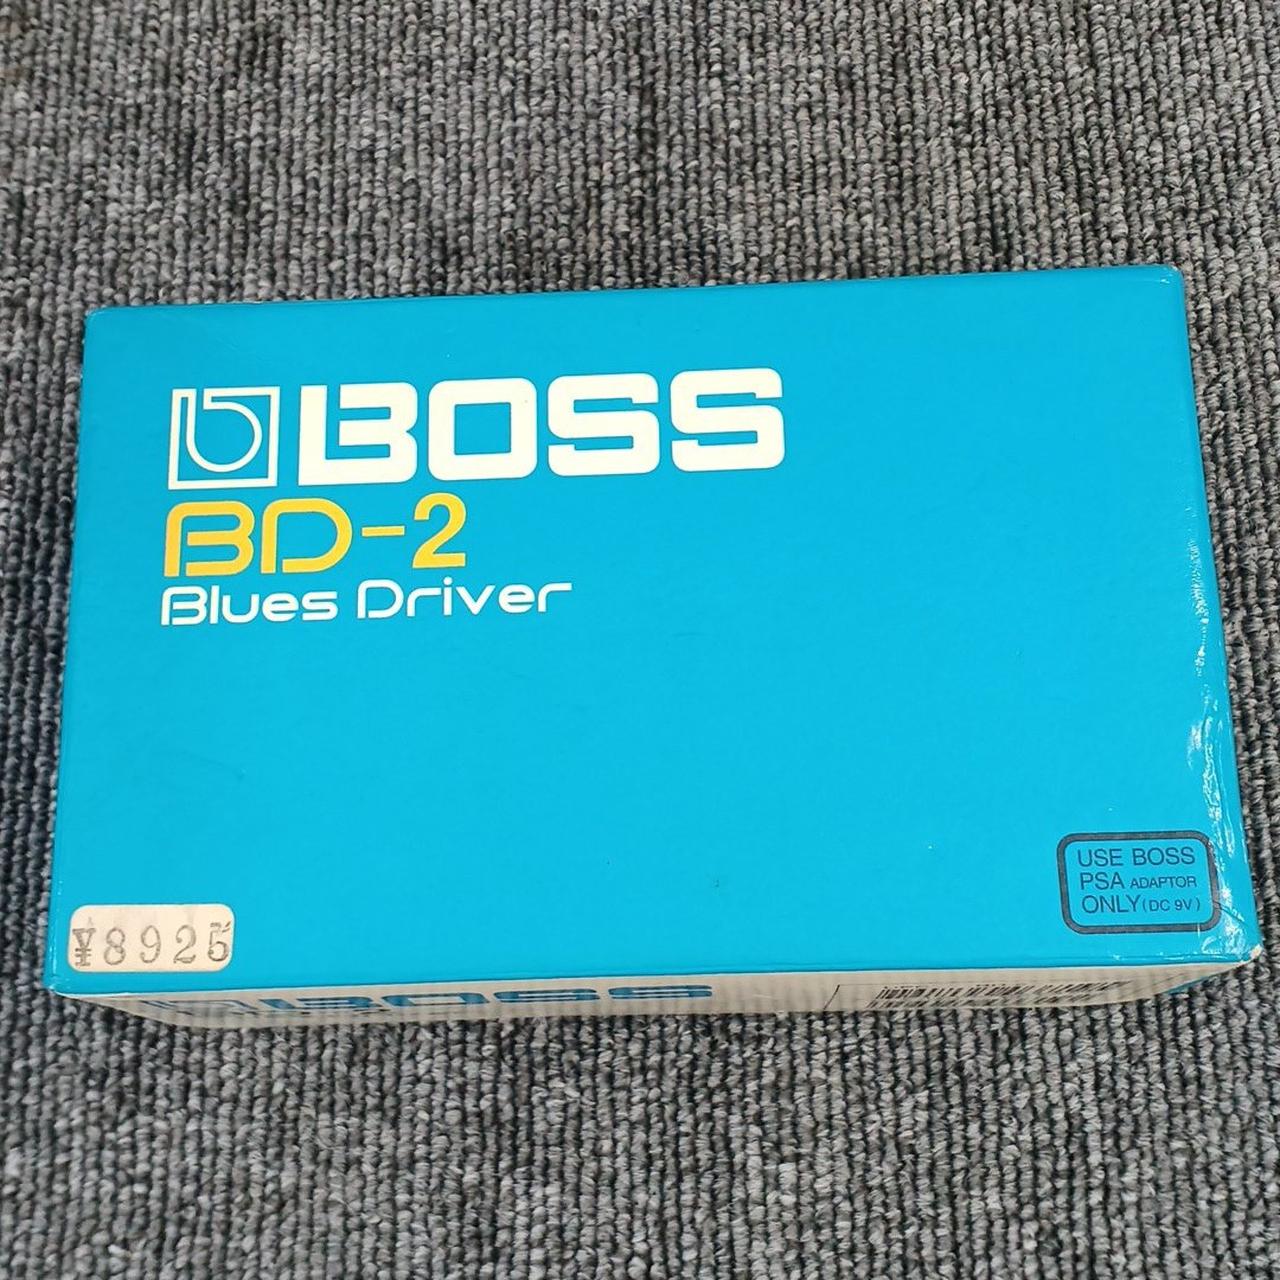 BOSS
BD-2
Blues Driver
USE BOSS
PSA ADAPTOR
ONLY (DC 9V)
¥8925
BOSS